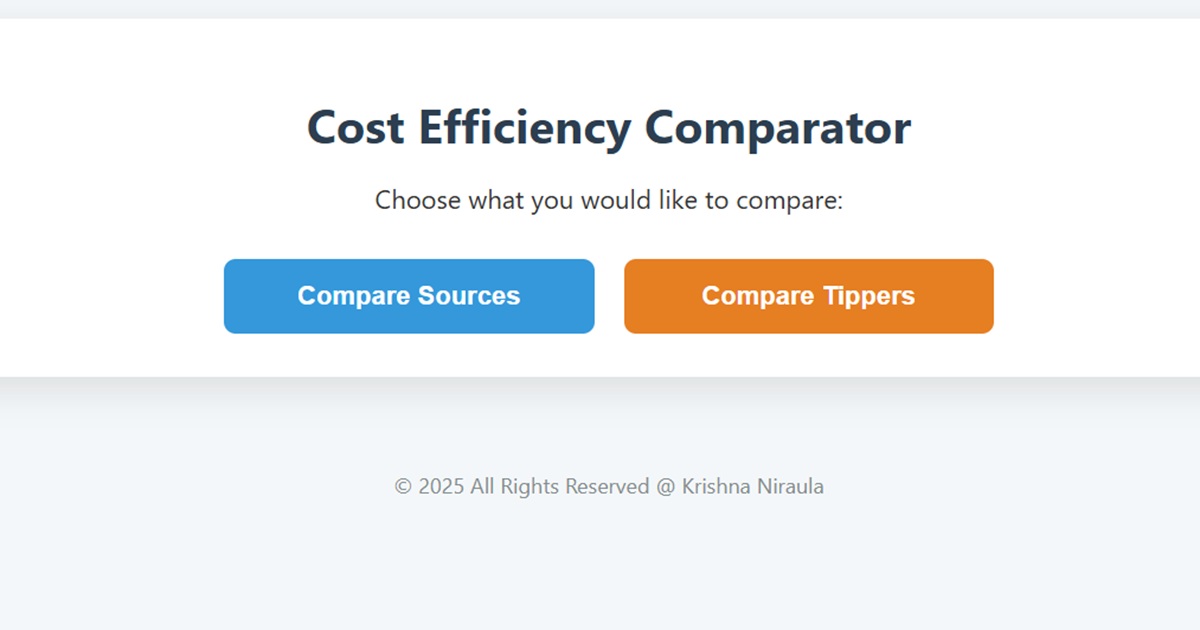 Cost Efficiency Comparator
Choose what you would like to compare:
Compare Sources
Compare Tippers
© 2025 All Rights Reserved @ Krishna Niraula